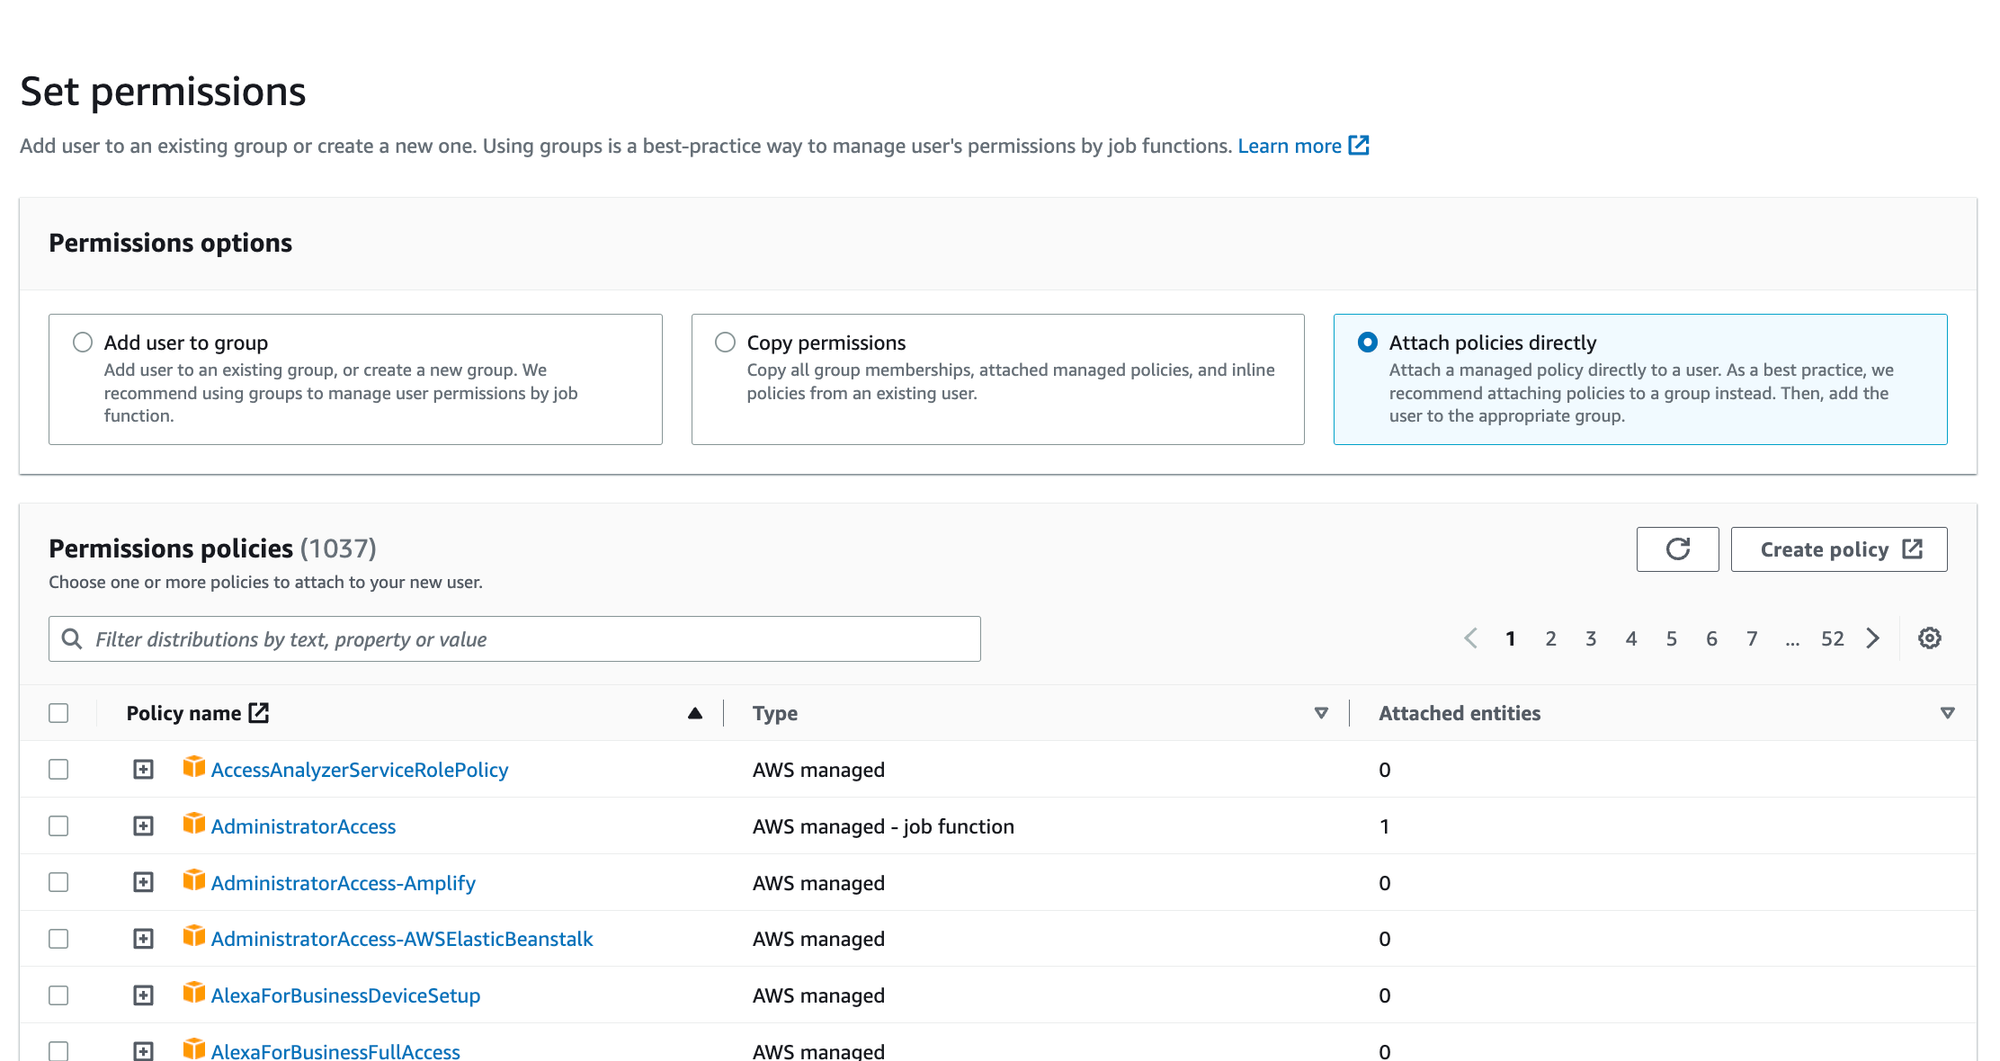 Set permissions
Add user to an existing group or create a new one. Using groups is a best-practice way to manage user's permissions by job functions. Learn more
Permissions options
Add user to group
Add user to an existing group, or create a new group. We
recommend using groups to manage user permissions by job
function.
Copy permissions
Copy all group memberships, attached managed policies, and inline
policies from an existing user.
Attach policies directly
Attach a managed policy directly to a user. As a best practice, we
recommend attaching policies to a group instead. Then, add the
user to the appropriate group.
Permissions policies (1037)
Choose one or more policies to attach to your new user.
Create policy
Filter distributions by text, property or value
1 2 3 4 5 6 7 ... 52
Policy name Type Attached entities
AccessAnalyzerServiceRolePolicy AWS managed 0
AdministratorAccess AWS managed - job function 1
AdministratorAccess-Amplify AWS managed 0
AdministratorAccess-AWSElasticBeanstalk AWS managed 0
AlexaForBusinessDeviceSetup AWS managed 0
AlexaForBusinessFullAccess AWS managed 0